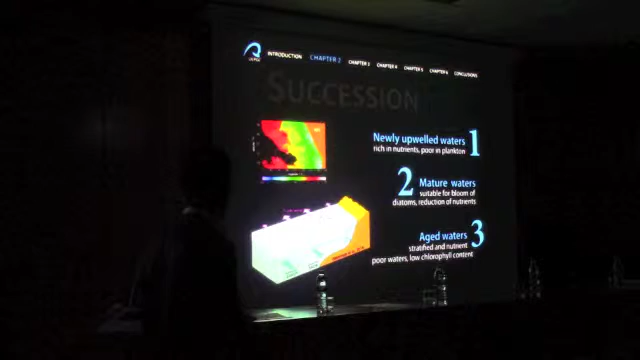 INTRODUCTION CHAPTER 2 CHAPTER 3 CHAPTER 4 CHAPTER 5 CHAPTER 6 CONCLUSIONS
SUCCESSION
Newly upwelled waters 1
rich in nutrients, poor in plankton
2 Mature waters
suitable for bloom of
diatoms, reduction of nutrients
Aged waters 3
stratified and nutrient
poor waters, low chlorophyll content